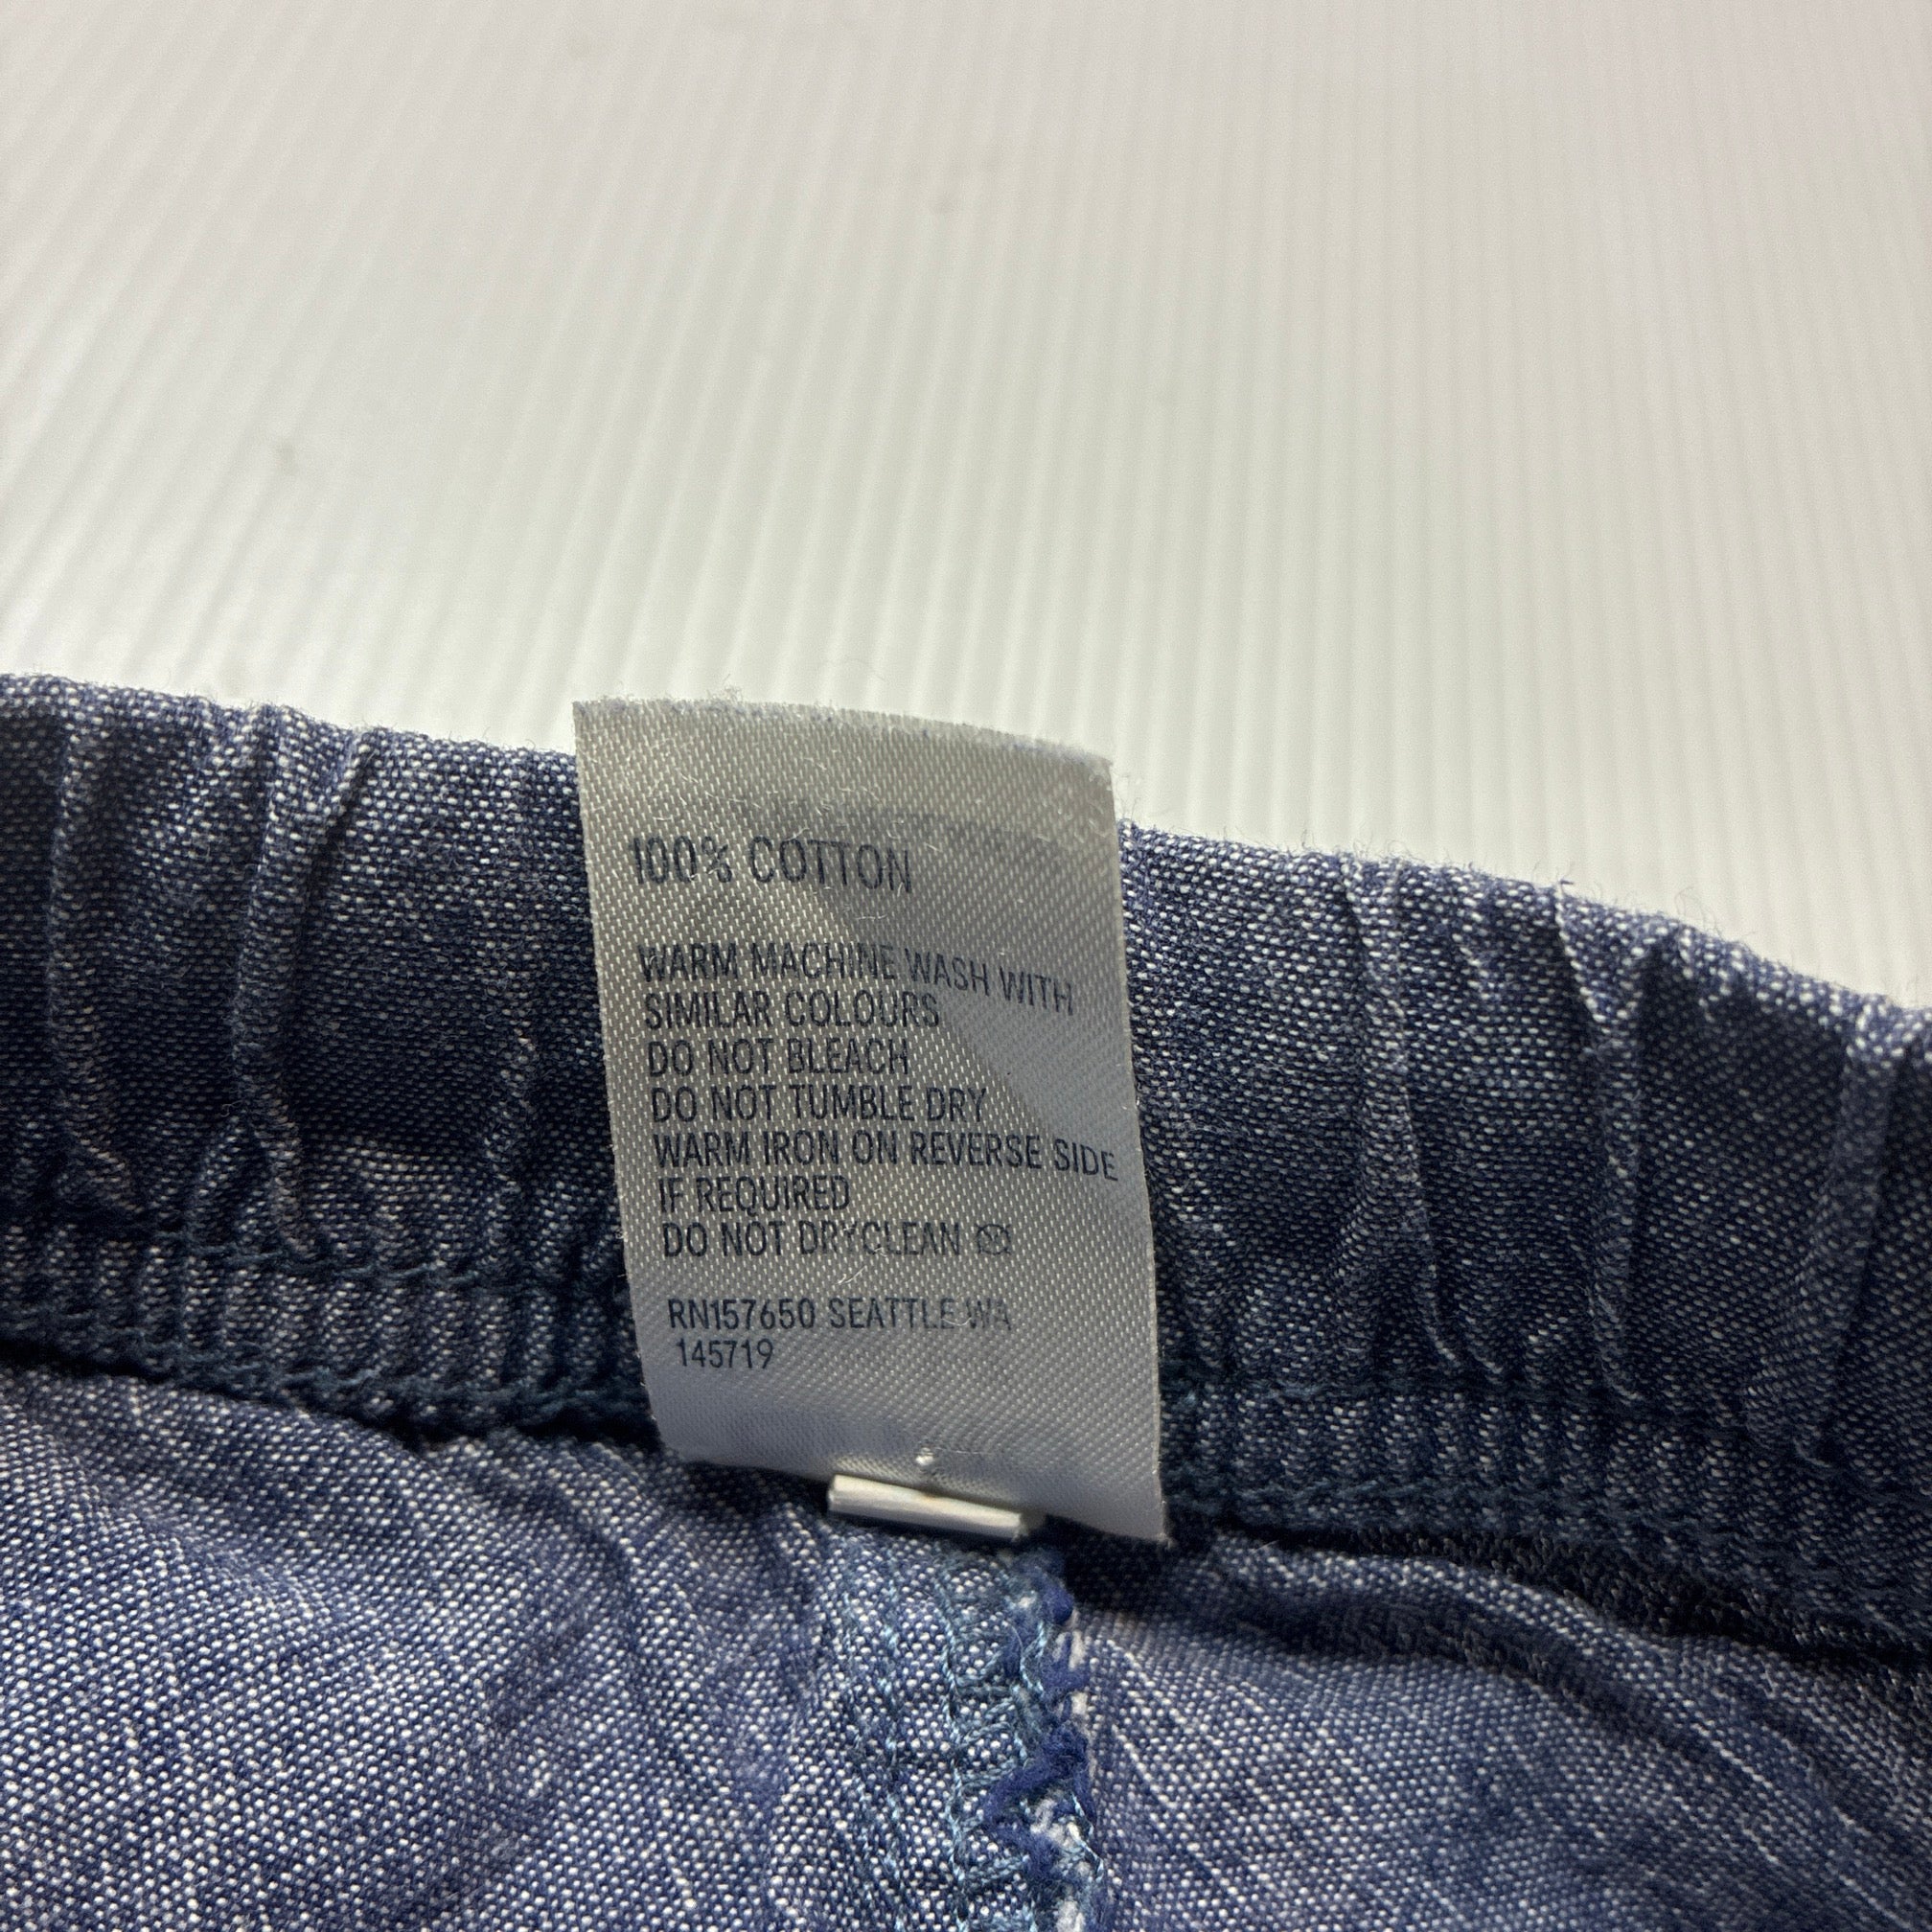 100% COTTON
WARM MACHINE WASH WITH
SIMILAR COLOURS
DO NOT BLEACH
DO NOT TUMBLE DRY
WARM IRON ON REVERSE SIDE
IF REQUIRED
DO NOT DRYCLEAN
RN157650 SEATTLE WA
145719